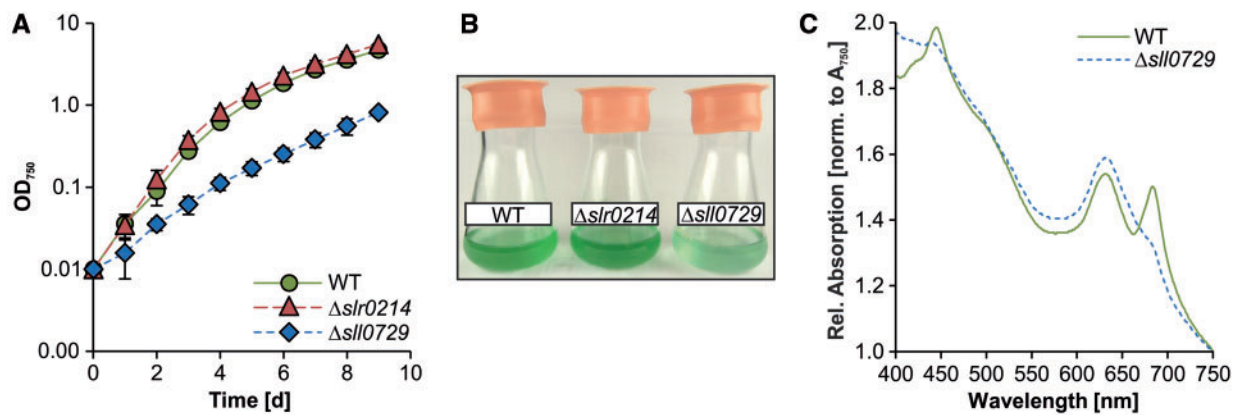 A
OD750
10
1.0
0.1
0.01
0.00
WT
Δslr0214
Δsll0729
0 2 4 6 8 10
Time [d]
B
WT
Δslr0214
Δsll0729
C
Rel. Absorption [norm. to A750]
2.0
1.8
1.6
1.4
1.2
1.0
WT
Δsll0729
400 450 500 550 600 650 700 750
Wavelength [nm]